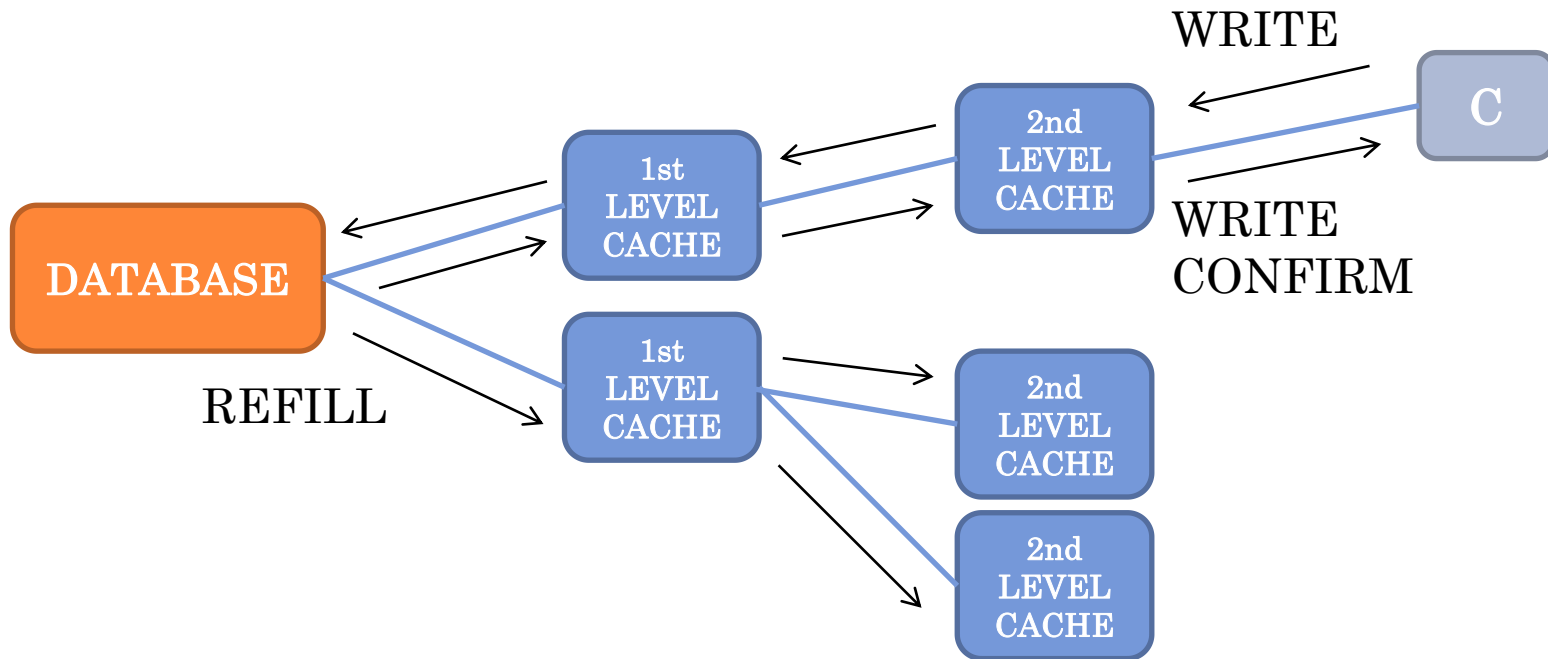 WRITE
C
2nd
LEVEL
CACHE
1st
LEVEL
CACHE
WRITE
CONFIRM
DATABASE
1st
LEVEL
CACHE
REFILL
2nd
LEVEL
CACHE
2nd
LEVEL
CACHE